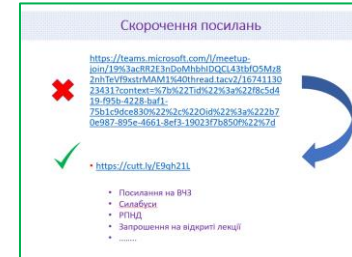 Скорочення посилань
https://teams.microsoft.com/l/meetup-
join/19%3acRR2E3nDoMhbhIDQCL43tbfO5Mz8
2nhTeVf9xstrMAM1%40thread.tacv2/16741130
23431?context=%7b%22Tid%22%3a%22f8c5d4
19-f95b-4228-baf1-
75b1c9dce830%22%2c%22Oid%22%3a%222b7
0e987-895e-4661-8ef3-19023f7b850f%22%7d
• https://cutt.ly/E9qh21L
• Посилання на ВЧЗ
• Силабуси
• РПНД
• Запрошення на відкриті лекції
• ........